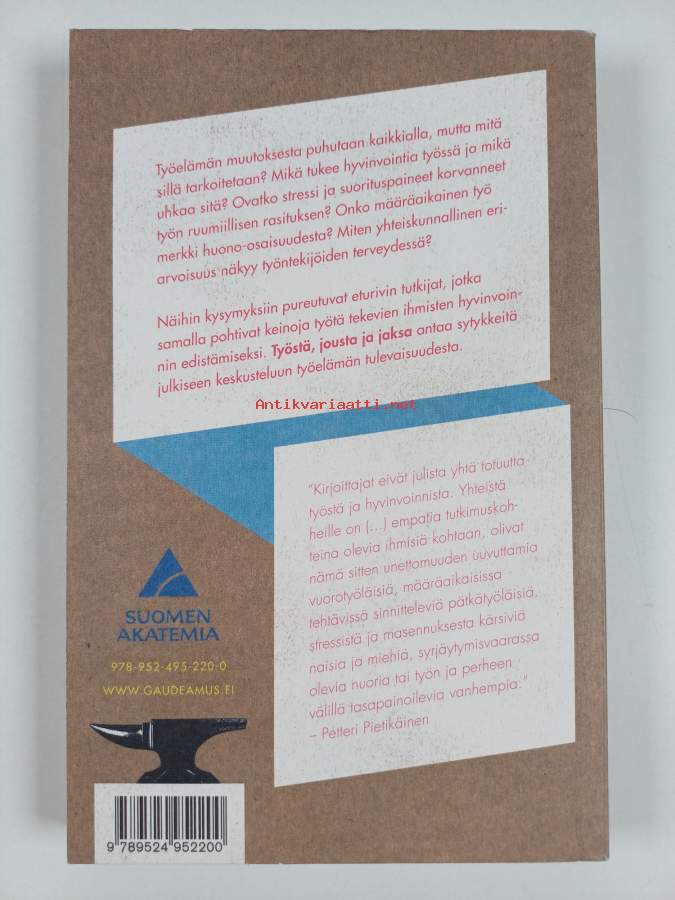 Työelämän muutoksesta puhutaan kaikkialla, mutta mitä
sillä tarkoitetaan? Mikä tukee hyvinvointia työssä ja mikä
uhkaa sitä? Ovatko stressi ja suorituspaineet korvanneet
työn ruumiillisen rasituksen? Onko määräaikainen työ
merkki huono-osaisuudesta? Miten yhteiskunnallinen eri-
arvoisuus näkyy työntekijöiden terveydessä?
Näihin kysymyksiin pureutuvat eturivin tutkijat, jotka
samalla pohtivat keinoja työtä tekevien ihmisten hyvinvoin-
nin edistämiseksi. Työstä, jousta ja jaksa antaa sytykkeitä
julkiseen keskusteluun työelämän tulevaisuudesta.
Antikvariaatti.net
"Kirjoittajat eivät julista yhtä totuutta
työstä ja hyvinvoinnista. Yhteistä
heille on (...) empatia tutkimuskoh-
teina olevia ihmisiä kohtaan, olivat
nämä sitten unettomuuden uuvuttamia
vuorotyöläisiä, määräaikaisissa
tehtävissä sinnitteleviä pätkätyöläisiä,
stressistä ja masennuksesta kärsiviä
naisia ja miehiä, syrjäytymisvaarassa
olevia nuoria tai työn ja perheen
välillä tasapainoilevia vanhempia."
– Petteri Pietikäinen
SUOMEN
AKATEMIA
978-952-495-220-0
WWW.GAUDEAMUS.FI
9 789524 952200